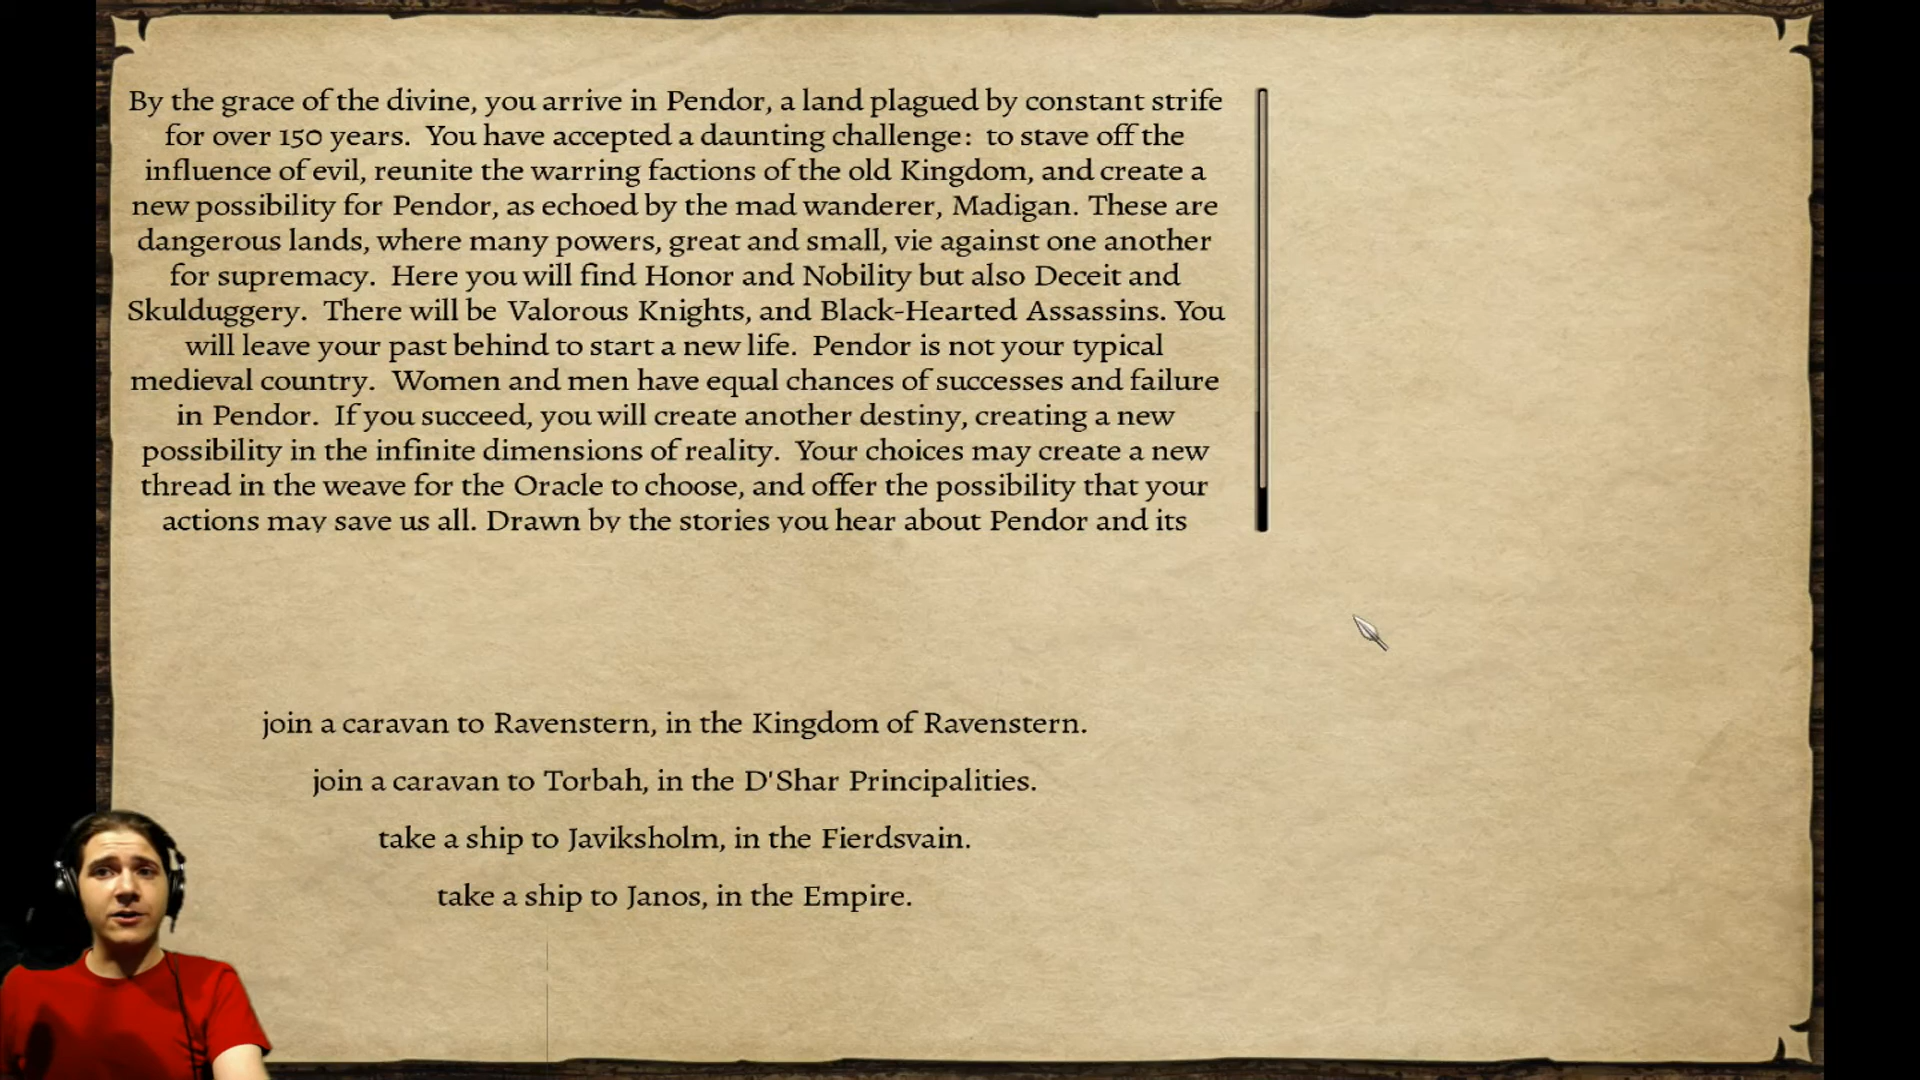 By the grace of the divine, you arrive in Pendor, a land plagued by constant strife
for over 150 years.  You have accepted a daunting challenge:  to stave off the
influence of evil, reunite the warring factions of the old Kingdom, and create a
new possibility for Pendor, as echoed by the mad wanderer, Madigan. These are
dangerous lands, where many powers, great and small, vie against one another
for supremacy.  Here you will find Honor and Nobility but also Deceit and
Skulduggery.  There will be Valorous Knights, and Black-Hearted Assassins. You
will leave your past behind to start a new life.  Pendor is not your typical
medieval country.  Women and men have equal chances of successes and failure
in Pendor.  If you succeed, you will create another destiny, creating a new
possibility in the infinite dimensions of reality.  Your choices may create a new
thread in the weave for the Oracle to choose, and offer the possibility that your
actions may save us all. Drawn by the stories you hear about Pendor and its
join a caravan to Ravenstern, in the Kingdom of Ravenstern.
join a caravan to Torbah, in the D'Shar Principalities.
take a ship to Javiksholm, in the Fierdsvain.
take a ship to Janos, in the Empire.